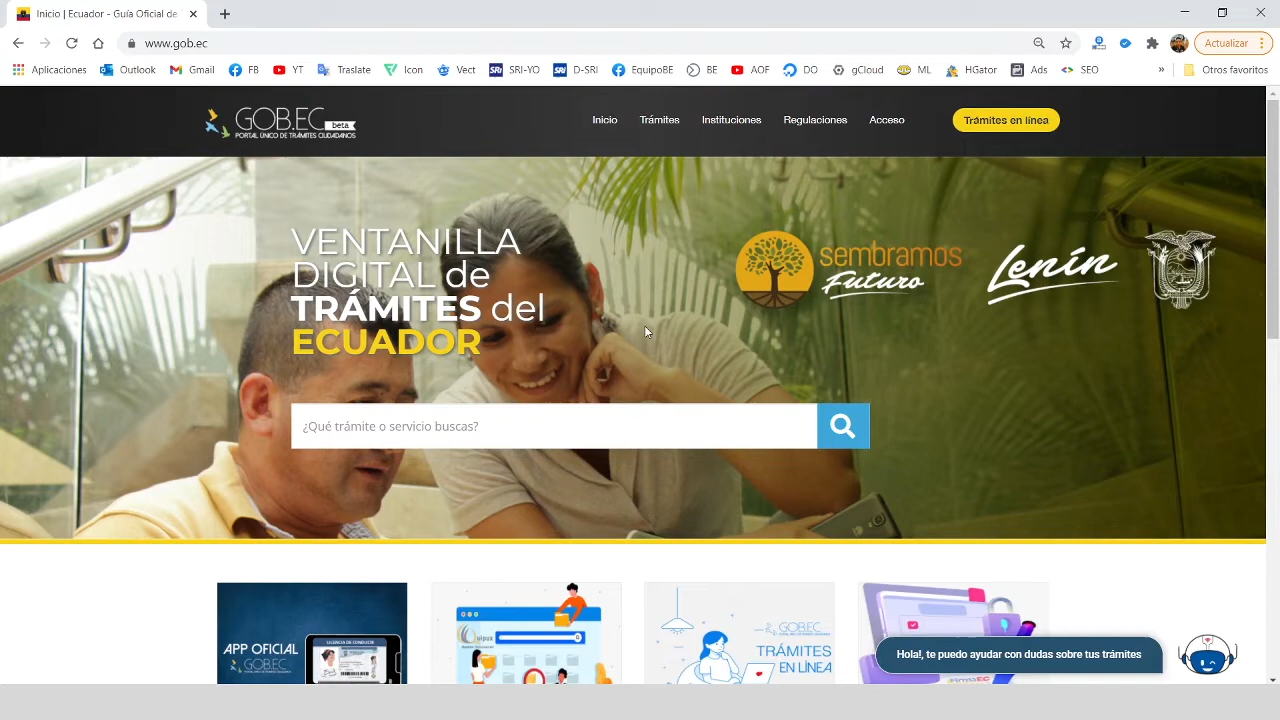 Inicio | Ecuador - Guía Oficial de
www.gob.ec
Actualizar
Aplicaciones
Outlook
Gmail
FB
YT
Traslate
Icon
Vect
SRI-YO
D-SRI
EquipoBE
BE
AOF
DO
gCloud
ML
HGator
Ads
SEO
»
Otros favoritos
GOB.EC beta
PORTAL ÚNICO DE TRÁMITES CIUDADANOS
Inicio
Trámites
Instituciones
Regulaciones
Acceso
Trámites en línea
VENTANILLA
DIGITAL de
TRÁMITES del
ECUADOR
sembramos
Futuro
Lenín
¿Qué trámite o servicio buscas?
APP OFICIAL
GOB.EC
LICENCIA DE CONDUCIR
Quipux
GOB.EC
TRÁMITES
EN LÍNEA
Hola!, te puedo ayudar con dudas sobre tus trámites